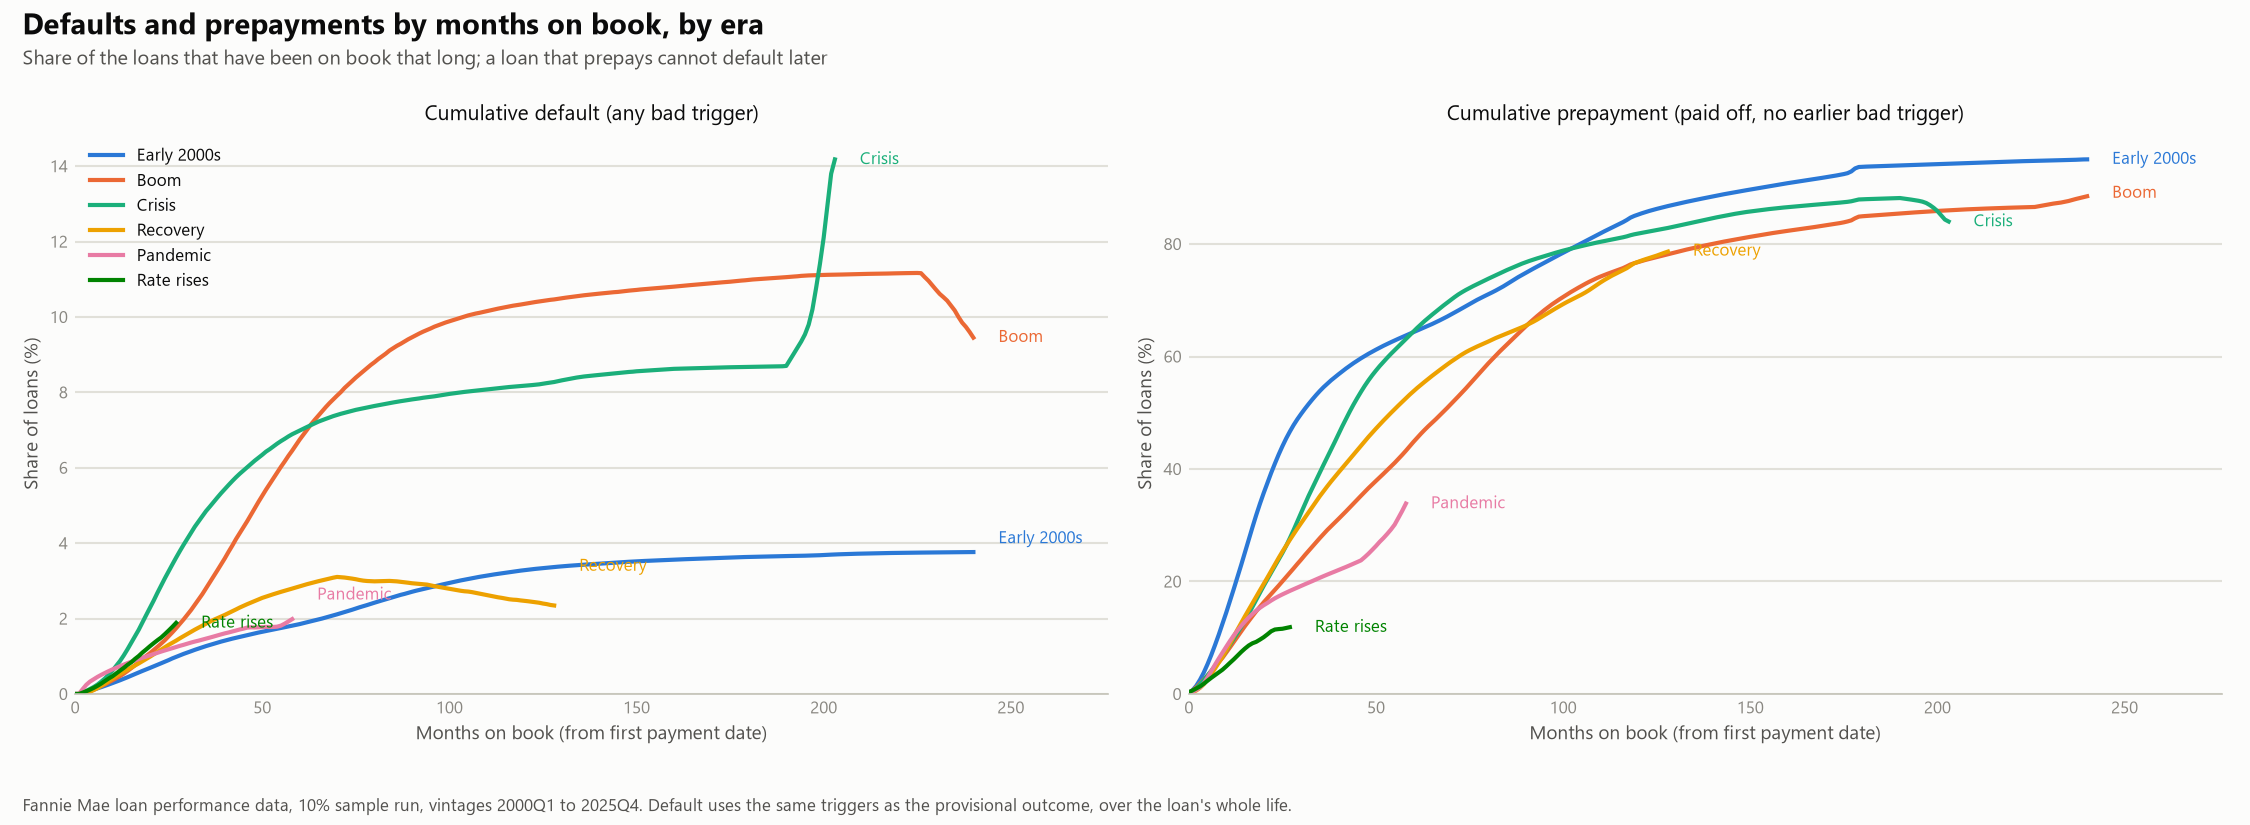 Defaults and prepayments by months on book, by era
Share of the loans that have been on book that long; a loan that prepays cannot default later
Cumulative default (any bad trigger)
Early 2000s
Boom
Crisis
Recovery
Pandemic
Rate rises
Share of loans (%)
14
12
10
8
6
4
2
0
0 50 100 150 200 250
Crisis
Boom
Early 2000s
Recovery
Pandemic
Rate rises
Months on book (from first payment date)
Cumulative prepayment (paid off, no earlier bad trigger)
Share of loans (%)
80
60
40
20
0
0 50 100 150 200 250
Early 2000s
Boom
Crisis
Recovery
Pandemic
Rate rises
Months on book (from first payment date)
Fannie Mae loan performance data, 10% sample run, vintages 2000Q1 to 2025Q4. Default uses the same triggers as the provisional outcome, over the loan's whole life.